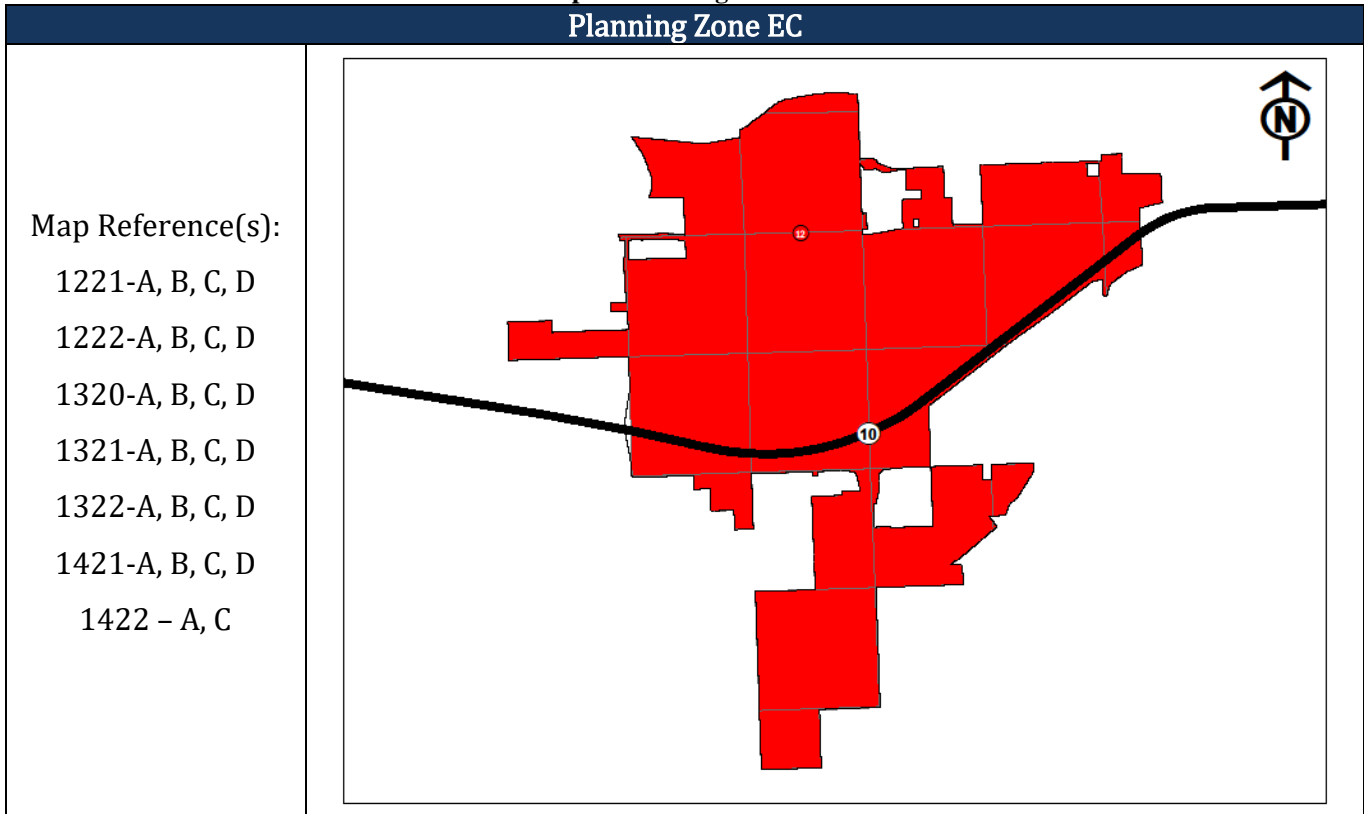 Planning Zone EC
Map Reference(s):
1221-A, B, C, D
1222-A, B, C, D
1320-A, B, C, D
1321-A, B, C, D
1322-A, B, C, D
1421-A, B, C, D
1422 – A, C
N
12
10